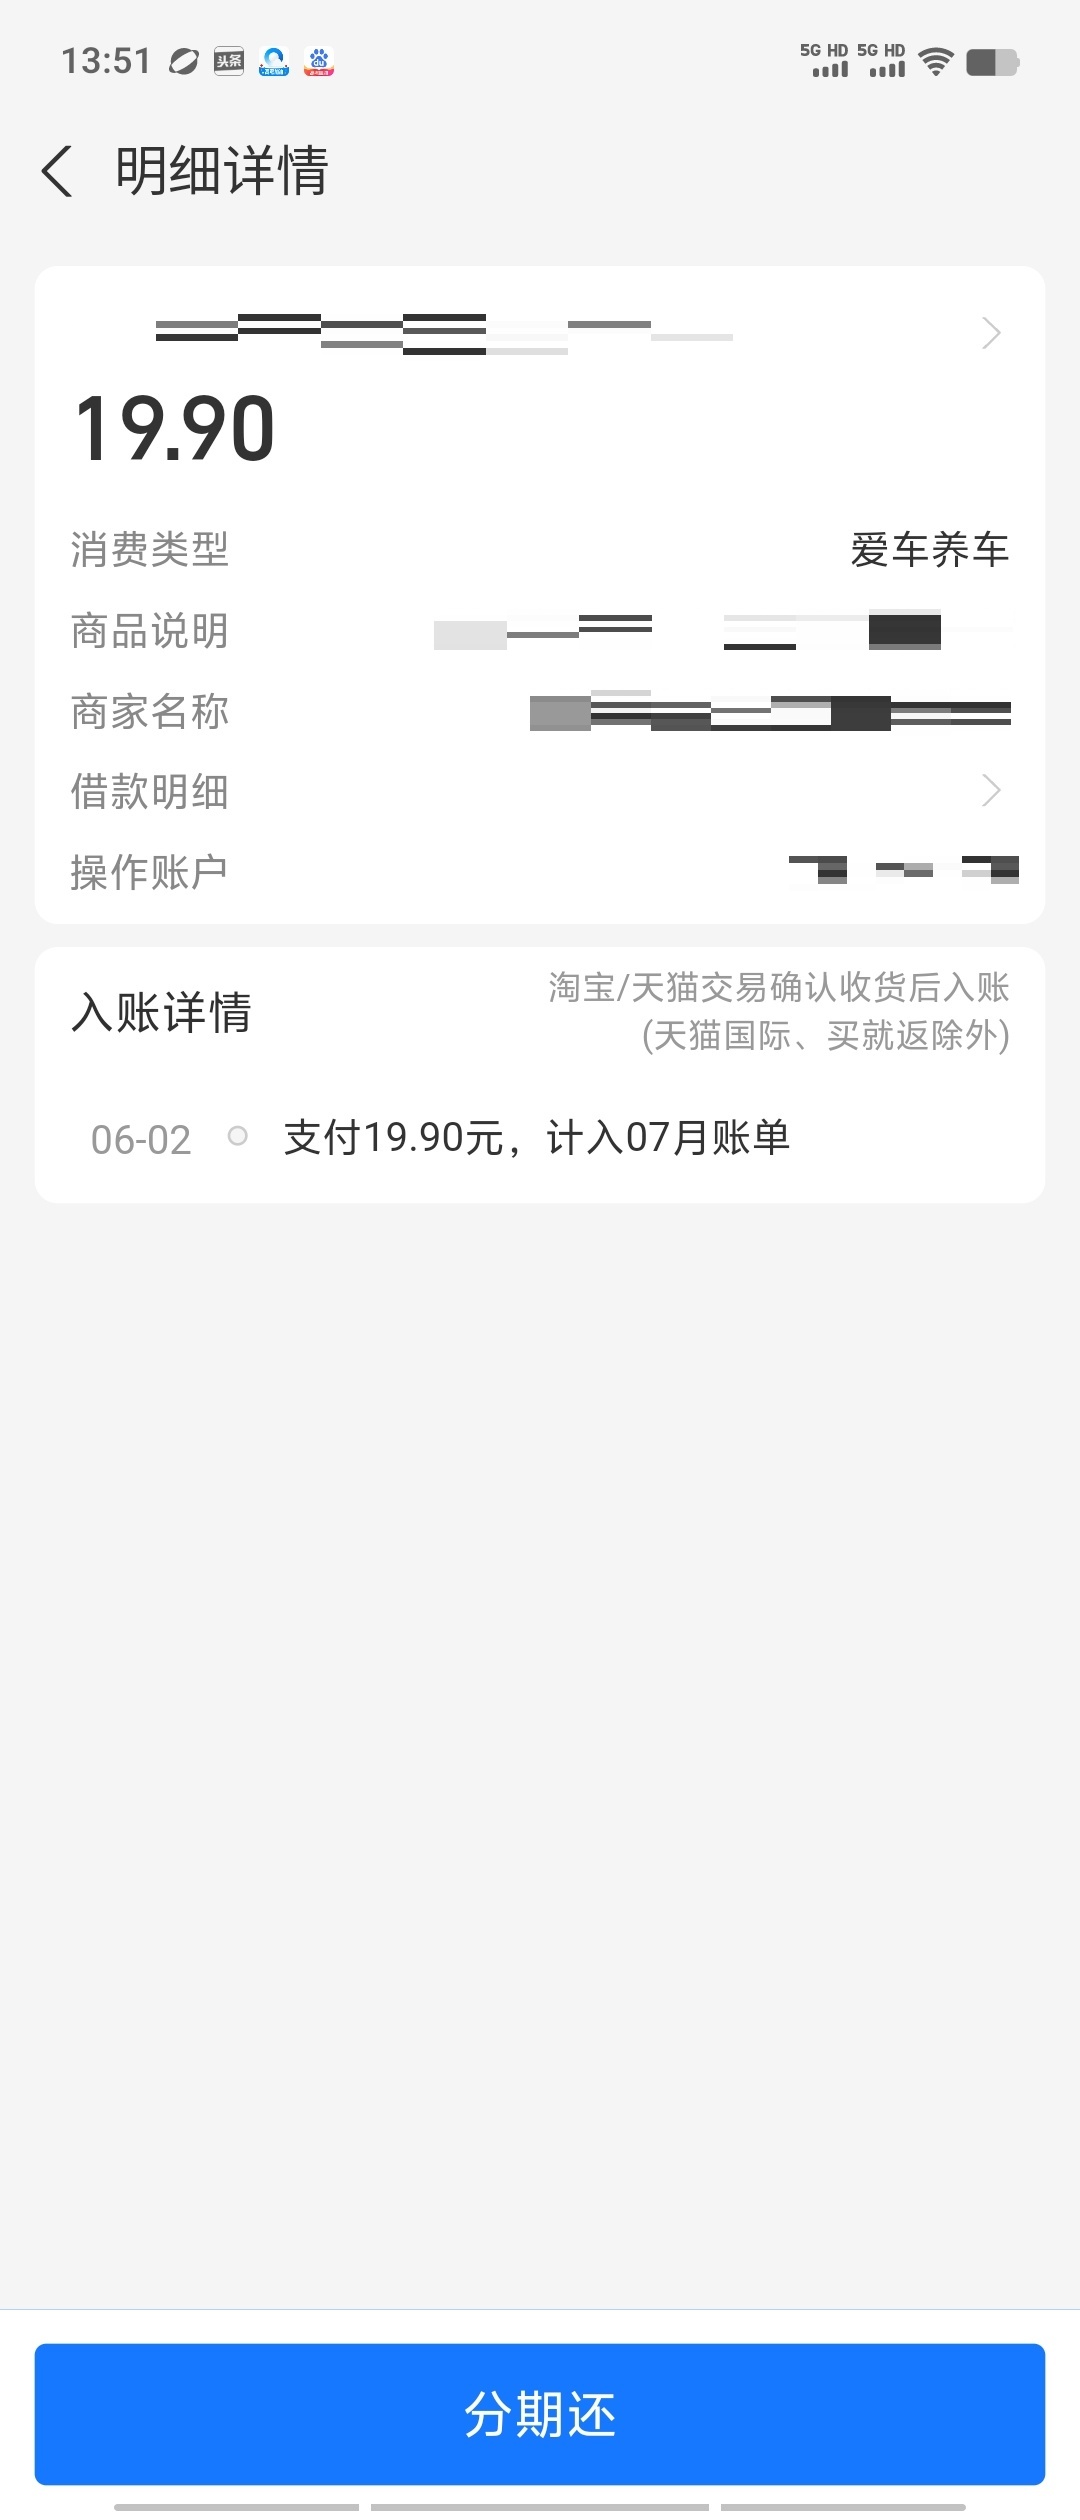 13:51 头条 du 5G HD 5G HD
明细详情
19.90
消费类型 爱车养车
商品说明
商家名称
借款明细
操作账户
入账详情 淘宝/天猫交易确认收货后入账
(天猫国际、买就返除外)
06-02 支付19.90元，计入07月账单
分期还